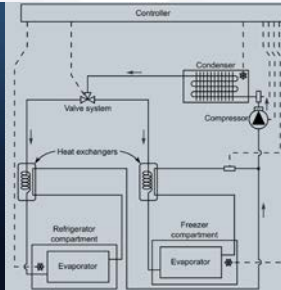 Controller
Condenser
Valve system
Compressor
Heat exchangers
Refrigerator
compartment
Evaporator
Freezer
compartment
Evaporator